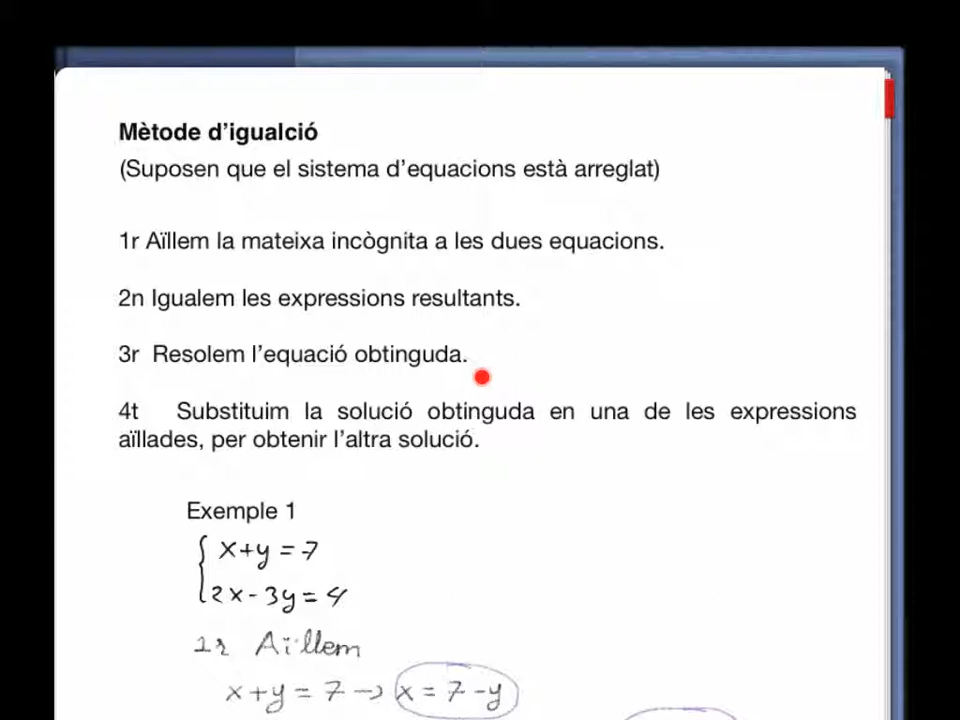 Mètode d'igualció
(Suposen que el sistema d'equacions està arreglat)
1r Aïllem la mateixa incògnita a les dues equacions.
2n Igualem les expressions resultants.
3r Resolem l'equació obtinguda.
4t Substituim la solució obtinguda en una de les expressions
aïllades, per obtenir l'altra solució.
Exemple 1
x+y = 7
2x - 3y = 4
1r Aïllem
x + y = 7 → x = 7 - y